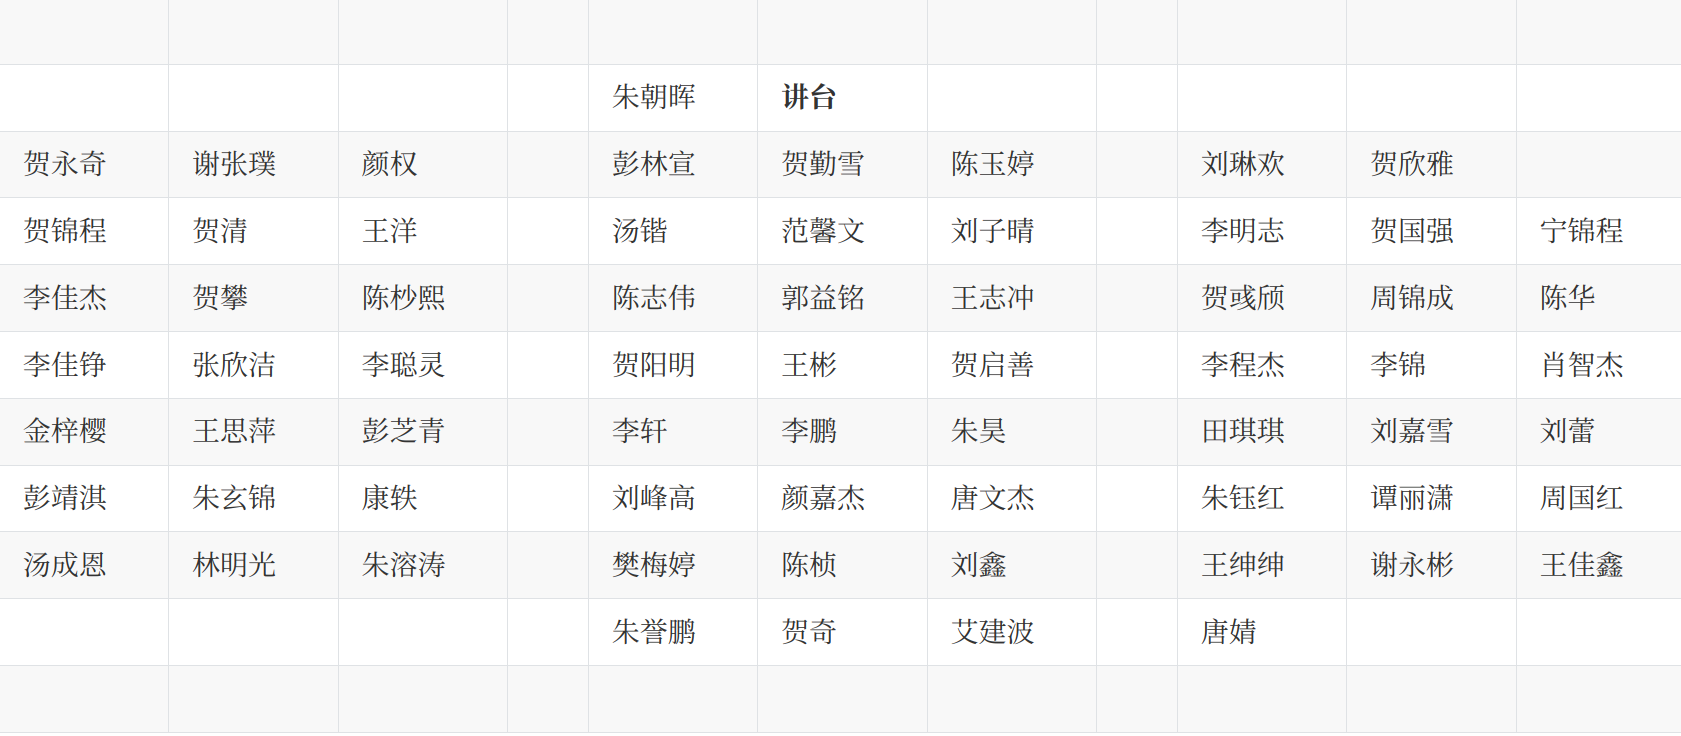 朱朝晖 讲台
贺永奇 谢张璞 颜权 彭林宣 贺勤雪 陈玉婷 刘琳欢 贺欣雅
贺锦程 贺清 王洋 汤锴 范馨文 刘子晴 李明志 贺国强 宁锦程
李佳杰 贺攀 陈杪熙 陈志伟 郭益铭 王志冲 贺彧颀 周锦成 陈华
李佳铮 张欣洁 李聪灵 贺阳明 王彬 贺启善 李程杰 李锦 肖智杰
金梓樱 王思萍 彭芝青 李轩 李鹏 朱昊 田琪琪 刘嘉雪 刘蕾
彭靖淇 朱玄锦 康轶 刘峰高 颜嘉杰 唐文杰 朱钰红 谭丽潇 周国红
汤成恩 林明光 朱溶涛 樊梅婷 陈桢 刘鑫 王绅绅 谢永彬 王佳鑫
朱誉鹏 贺奇 艾建波 唐婧